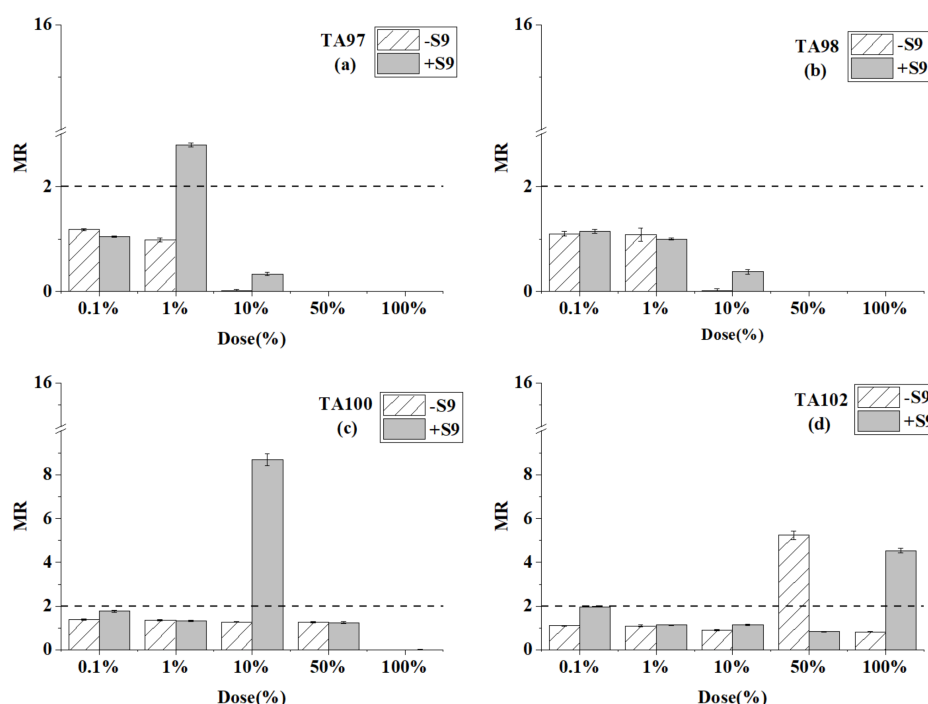 16
TA97
(a)
-S9
+S9
MR
2
0
0.1% 1% 10% 50% 100%
Dose(%)
16
TA98
(b)
-S9
+S9
MR
2
0
0.1% 1% 10% 50% 100%
Dose(%)
16
TA100
(c)
-S9
+S9
MR
8
6
4
2
0
0.1% 1% 10% 50% 100%
Dose(%)
16
TA102
(d)
-S9
+S9
MR
8
6
4
2
0
0.1% 1% 10% 50% 100%
Dose(%)